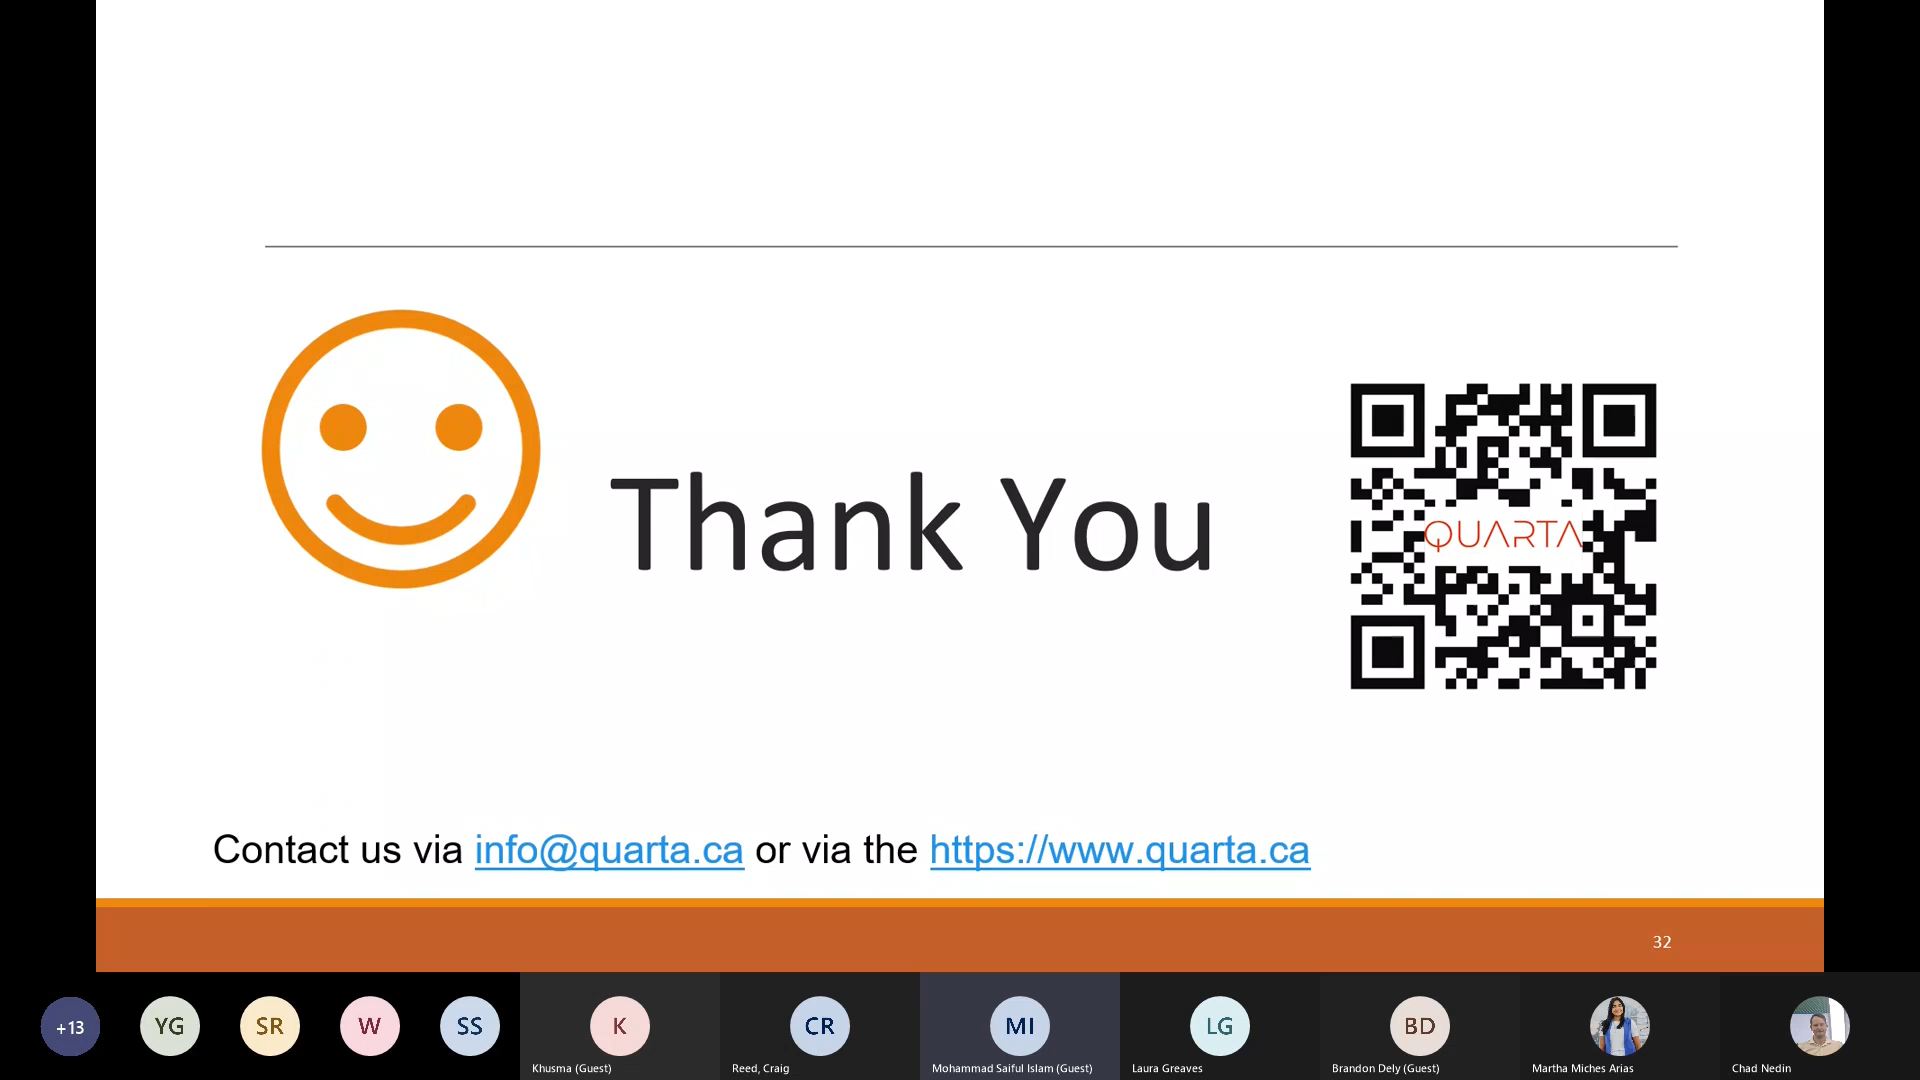 Thank You
QUARTA
Contact us via info@quarta.ca or via the https://www.quarta.ca
32
+13
YG
SR
W
SS
K
CR
MI
LG
BD
Khusma (Guest)
Reed, Craig
Mohammad Saiful Islam (Guest)
Laura Greaves
Brandon Dely (Guest)
Martha Miches Arias
Chad Nedin